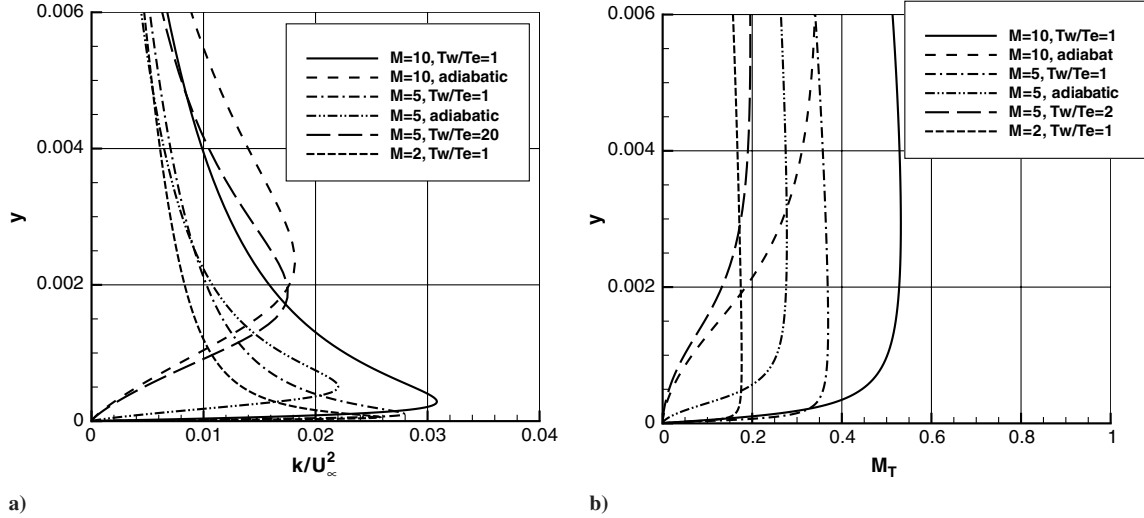 0.006
0.004
0.002
0
y
0
0.01
0.02
0.03
0.04
k/U²∞
M=10, Tw/Te=1
M=10, adiabatic
M=5, Tw/Te=1
M=5, adiabatic
M=5, Tw/Te=20
M=2, Tw/Te=1
a)
0.006
0.004
0.002
0
y
0
0.2
0.4
0.6
0.8
1
M_T
M=10, Tw/Te=1
M=10, adiabat
M=5, Tw/Te=1
M=5, adiabatic
M=5, Tw/Te=2
M=2, Tw/Te=1
b)